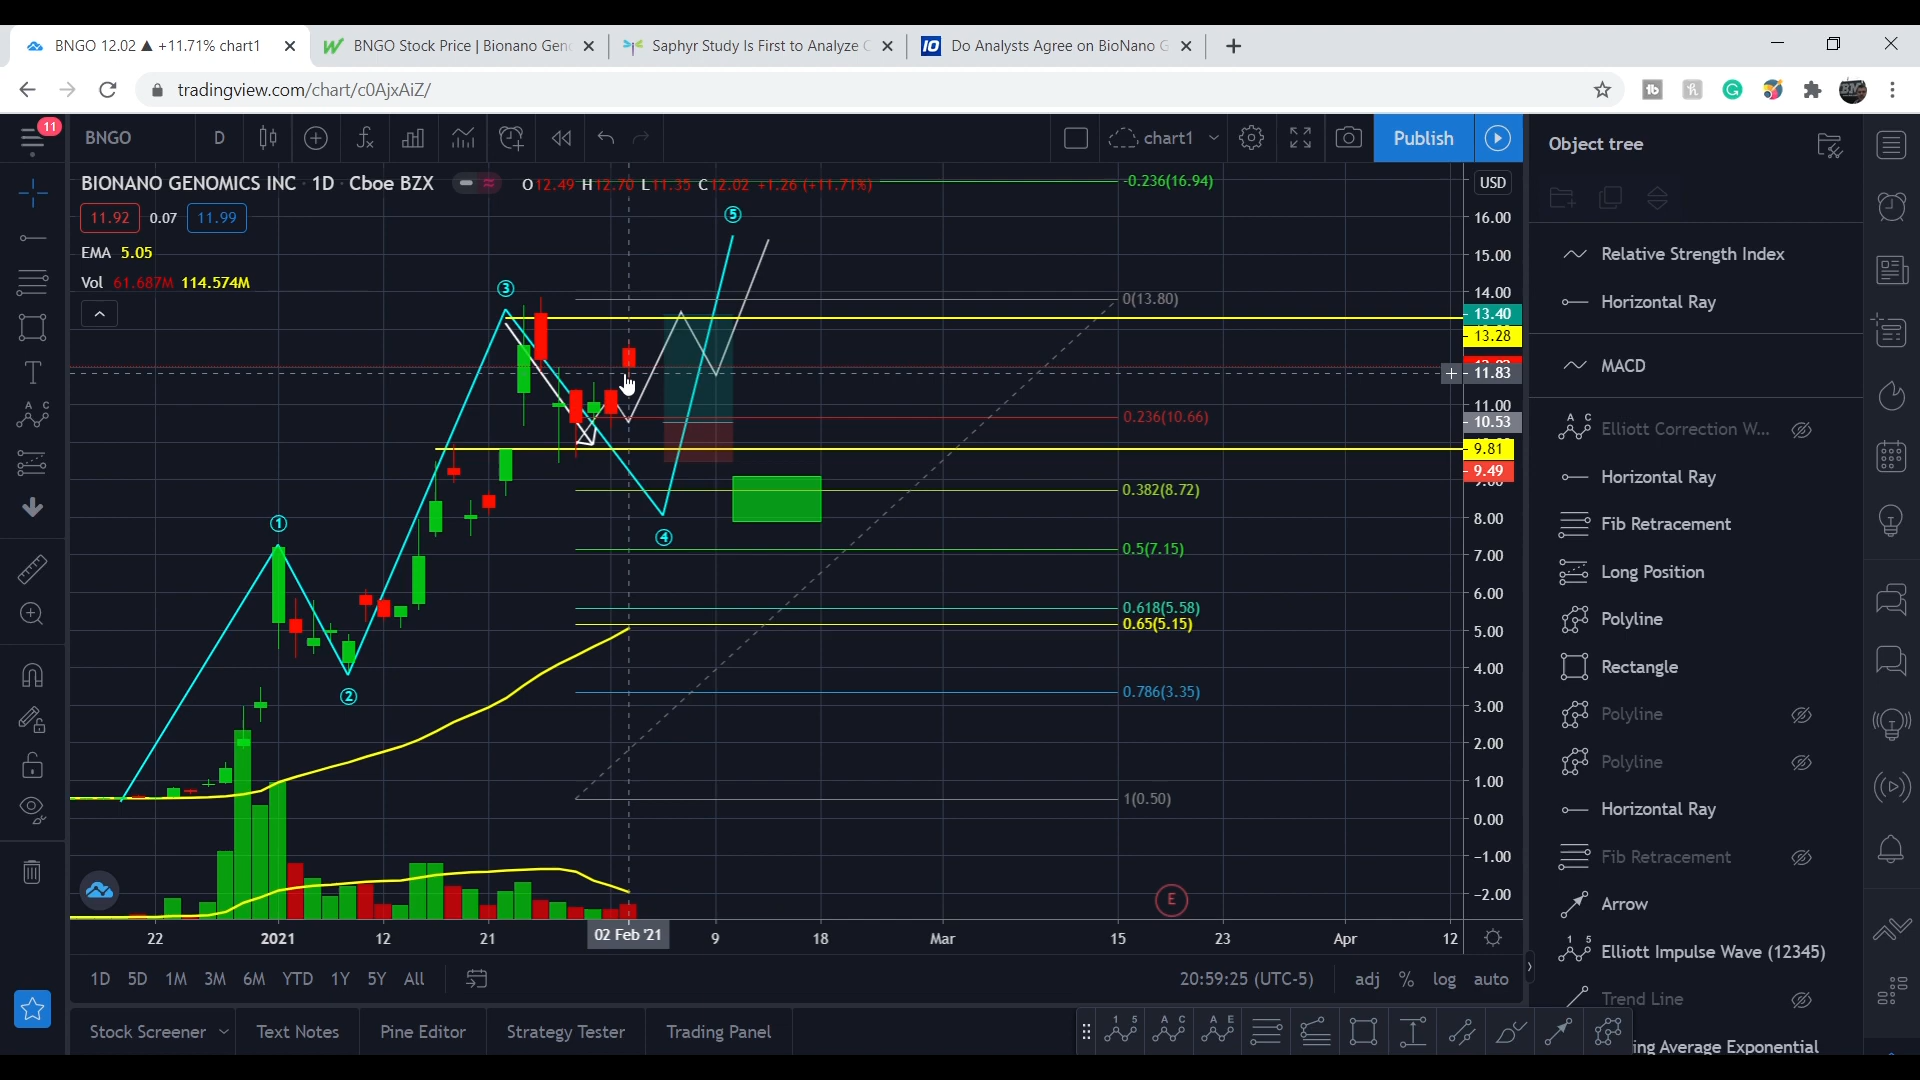 BNGO 12.02 ▲ +11.71% chart1
BNGO Stock Price | Bionano Gen
Saphyr Study Is First to Analyze C
IO
Do Analysts Agree on BioNano G
tradingview.com/chart/c0AjxAiZ/
11
BNGO
D
chart1
Publish
Object tree
BIONANO GENOMICS INC · 1D · Cboe BZX
O12.49 H12.70 L11.35 C12.02 +1.26 (+11.71%)
-0.236(16.94)
USD
11.92
0.07
11.99
EMA 5.05
Vol 61.687M 114.574M
16.00
15.00
14.00
13.40
13.28
11.83
11.00
10.53
9.81
9.49
8.00
7.00
6.00
5.00
4.00
3.00
2.00
1.00
0.00
-1.00
-2.00
1
2
3
4
5
0(13.80)
0.236(10.66)
0.382(8.72)
0.5(7.15)
0.618(5.58)
0.65(5.15)
0.786(3.35)
1(0.50)
E
22
2021
12
21
02 Feb '21
9
18
Mar
15
23
Apr
12
1D
5D
1M
3M
6M
YTD
1Y
5Y
All
20:59:25 (UTC-5)
adj
%
log
auto
Stock Screener
Text Notes
Pine Editor
Strategy Tester
Trading Panel
Relative Strength Index
Horizontal Ray
MACD
Elliott Correction W...
Horizontal Ray
Fib Retracement
Long Position
Polyline
Rectangle
Polyline
Polyline
Horizontal Ray
Fib Retracement
Arrow
Elliott Impulse Wave (12345)
Trend Line
Average Exponential